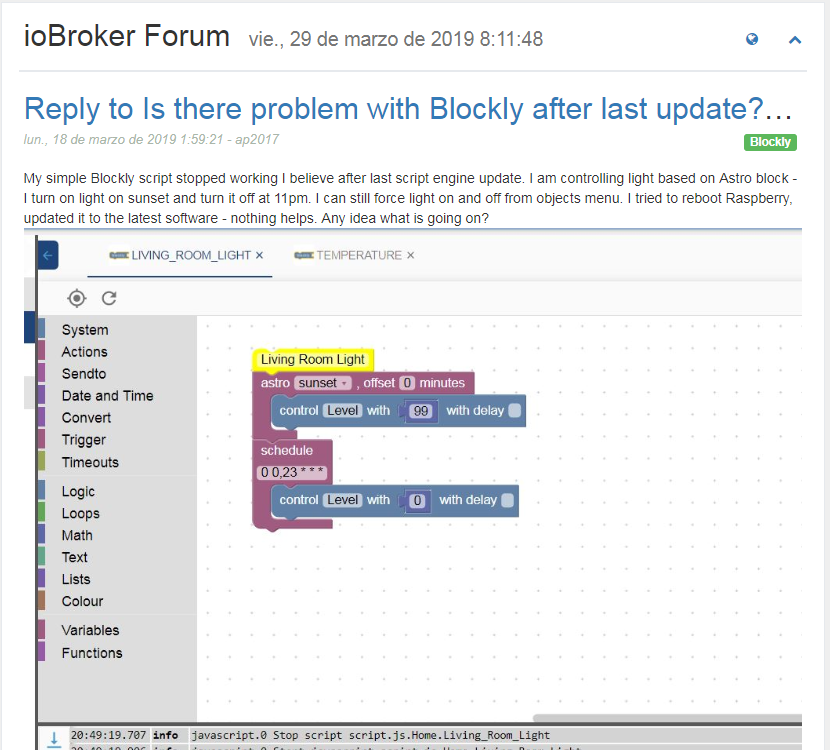 ioBroker Forum vie., 29 de marzo de 2019 8:11:48
Reply to Is there problem with Blockly after last update?…
lun., 18 de marzo de 2019 1:59:21 - ap2017
Blockly
My simple Blockly script stopped working I believe after last script engine update. I am controlling light based on Astro block -
I turn on light on sunset and turn it off at 11pm. I can still force light on and off from objects menu. I tried to reboot Raspberry,
updated it to the latest software - nothing helps. Any idea what is going on?
LIVING_ROOM_LIGHT × TEMPERATURE ×
System
Actions
Sendto
Date and Time
Convert
Trigger
Timeouts
Logic
Loops
Math
Text
Lists
Colour
Variables
Functions
Living Room Light
astro sunset , offset 0 minutes
control Level with 99 with delay
schedule
0 0,23 * * *
control Level with 0 with delay
20:49:19.707 info javascript.0 Stop script script.js.Home.Living_Room_Light